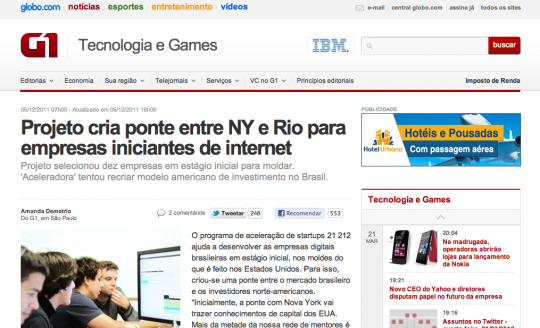 globo.com notícias esportes entretenimento vídeos
e-mail central globo.com assine já todos os sites
G1 Tecnologia e Games
IBM
buscar
Editorias Economia Sua região Telejornais Serviços VC no G1 Princípios editoriais Imposto de Renda
06/12/2011 07h05 - Atualizado em 06/12/2011 16h08
Projeto cria ponte entre NY e Rio para
empresas iniciantes de internet
Projeto selecionou dez empresas em estágio inicial para moldar.
'Aceleradora' tentou recriar modelo americano de investimento no Brasil.
Amanda Demetrio
Do G1, em São Paulo
2 comentários Tweetar 248 Recomendar 553
O programa de aceleração de startups 21 212
ajuda a desenvolver as empresas digitais
brasileiras em estágio inicial, nos moldes do
que é feito nos Estados Unidos. Para isso,
criou-se uma ponte entre o mercado brasileiro
e os investidores norte-americanos.
"Inicialmente, a ponte com Nova York vai
trazer conhecimentos de capital dos EUA.
Mais da metade da nossa rede de mentores é
PUBLICIDADE
Hotel Urbano
Hotéis e Pousadas
Com passagem aérea
Tecnologia e Games
21
MAR
20:04
Na madrugada,
operadoras abrirão
lojas para lançamento
da Nokia
19:21
Novo CEO do Yahoo e diretores
disputam papel no futuro da empresa
19:16
Assuntos no Twitter -